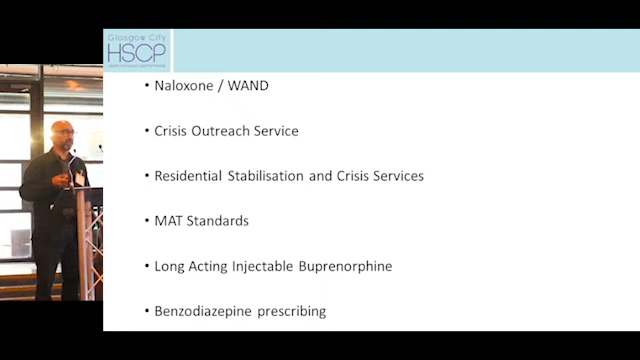 Glasgow City
HSCP
• Naloxone / WAND
• Crisis Outreach Service
• Residential Stabilisation and Crisis Services
• MAT Standards
• Long Acting Injectable Buprenorphine
• Benzodiazepine prescribing